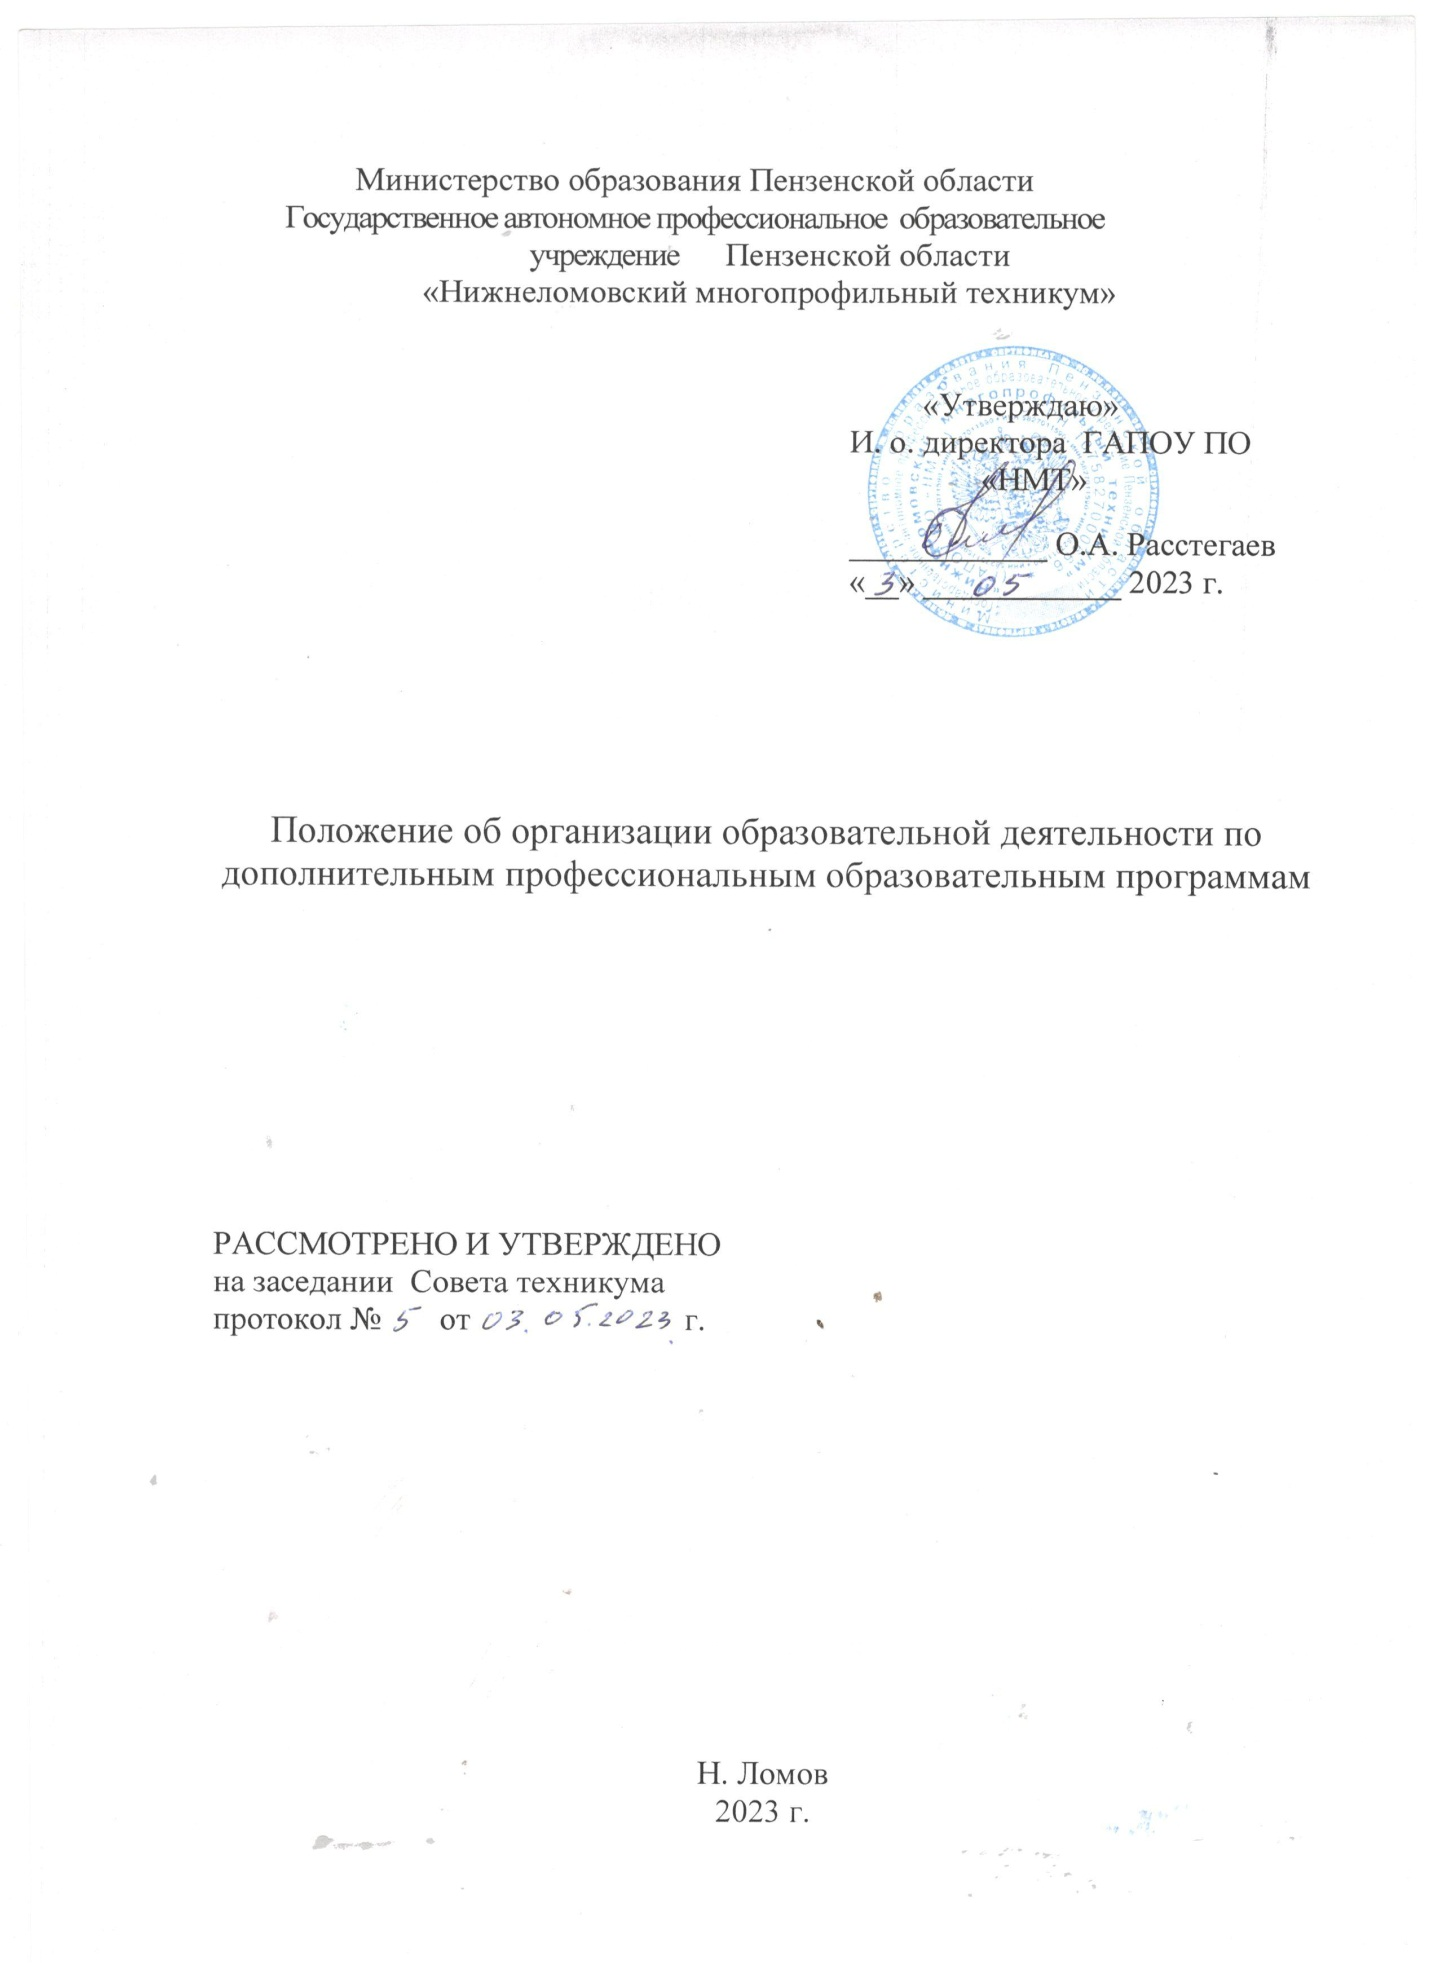 Министерство образования Пензенской области
Государственное автономное профессиональное образовательное
учреждение Пензенской области
«Нижнеломовский многопрофильный техникум»
«Утверждаю»
И. о. директора ГАПОУ ПО
«НМТ»
О.А. Расстегаев
«3» 05 2023 г.
Положение об организации образовательной деятельности по
дополнительным профессиональным образовательным программам
РАССМОТРЕНО И УТВЕРЖДЕНО
на заседании Совета техникума
протокол № 5 от 03.05.2023 г.
Н. Ломов
2023 г.